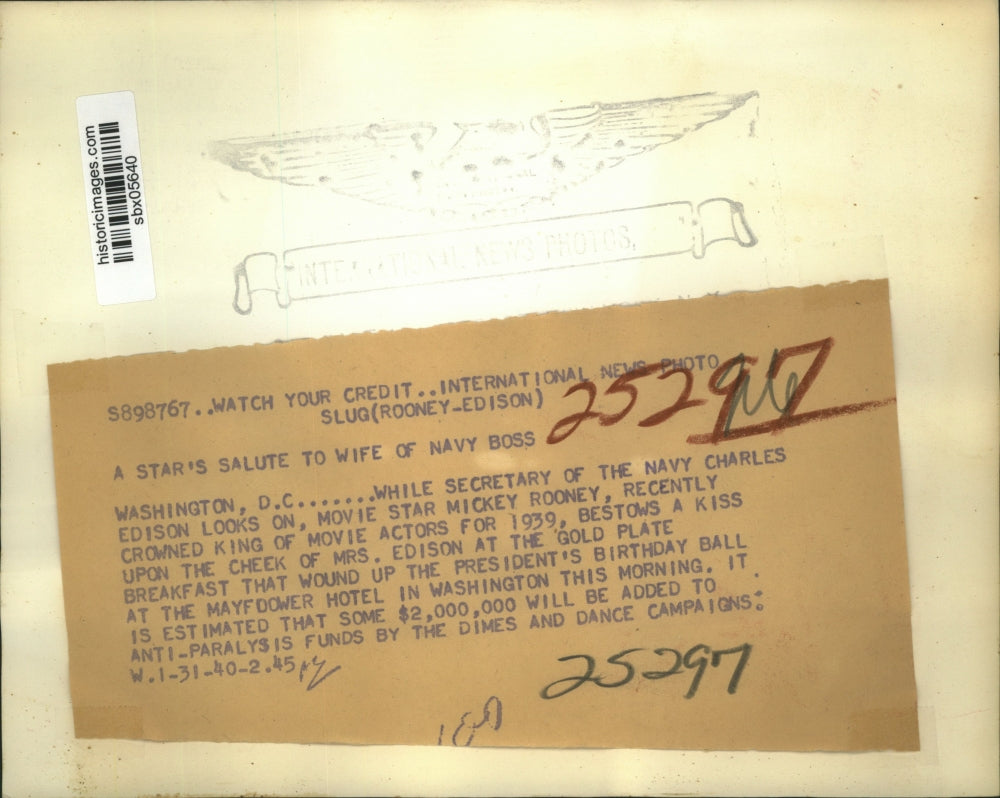 historicimages.com
sbx05640
INTERNATIONAL NEWS PHOTOS,
S898767..WATCH YOUR CREDIT..INTERNATIONAL NEWS PHOTO
SLUG(ROONEY-EDISON)
25297
A STAR'S SALUTE TO WIFE OF NAVY BOSS
WASHINGTON, D.C.......WHILE SECRETARY OF THE NAVY CHARLES
EDISON LOOKS ON, MOVIE STAR MICKEY ROONEY, RECENTLY
CROWNED KING OF MOVIE ACTORS FOR 1939, BESTOWS A KISS
UPON THE CHEEK OF MRS. EDISON AT THE GOLD PLATE
BREAKFAST THAT WOUND UP THE PRESIDENT'S BIRTHDAY BALL
AT THE MAYFDOWER HOTEL IN WASHINGTON THIS MORNING. IT
IS ESTIMATED THAT SOME $2,000,000 WILL BE ADDED TO
ANTI-PARALYSIS FUNDS BY THE DIMES AND DANCE CAMPAIGNS:
W.1-31-40-2.45
25297